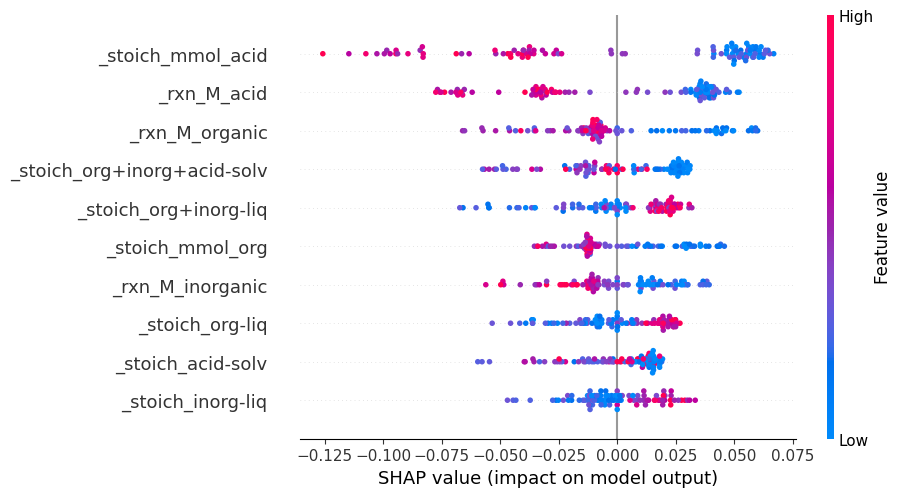 High
_stoich_mmol_acid
_rxn_M_acid
_rxn_M_organic
_stoich_org+inorg+acid-solv
_stoich_org+inorg-liq
_stoich_mmol_org
_rxn_M_inorganic
_stoich_org-liq
_stoich_acid-solv
_stoich_inorg-liq
Feature value
Low
−0.125 −0.100 −0.075 −0.050 −0.025 0.000 0.025 0.050 0.075
SHAP value (impact on model output)